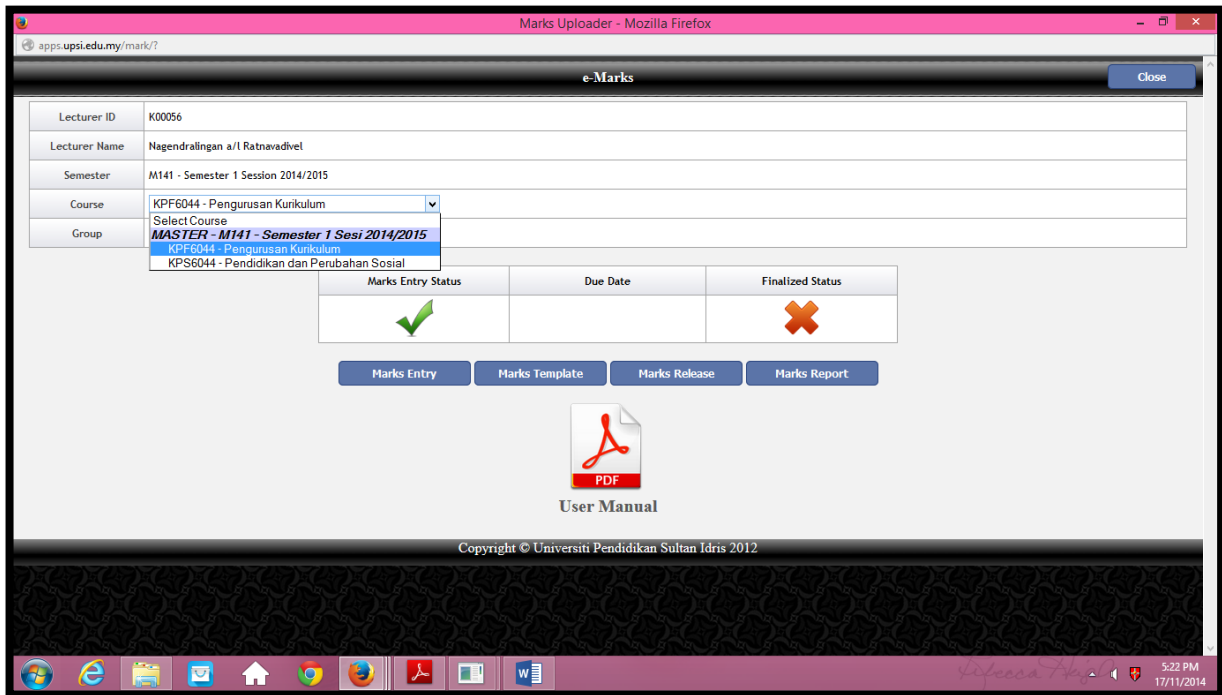 Marks Uploader - Mozilla Firefox
apps.upsi.edu.my/mark/?
e-Marks
Close
Lecturer ID K00056
Lecturer Name Nagendralingan a/l Ratnavadivel
Semester M141 - Semester 1 Session 2014/2015
Course KPF6044 - Pengurusan Kurikulum
Select Course
Group MASTER - M141 - Semester 1 Sesi 2014/2015
KPF6044 - Pengurusan Kurikulum
KPS6044 - Pendidikan dan Perubahan Sosial
Marks Entry Status Due Date Finalized Status
Marks Entry Marks Template Marks Release Marks Report
PDF
User Manual
Copyright © Universiti Pendidikan Sultan Idris 2012
5:22 PM
17/11/2014